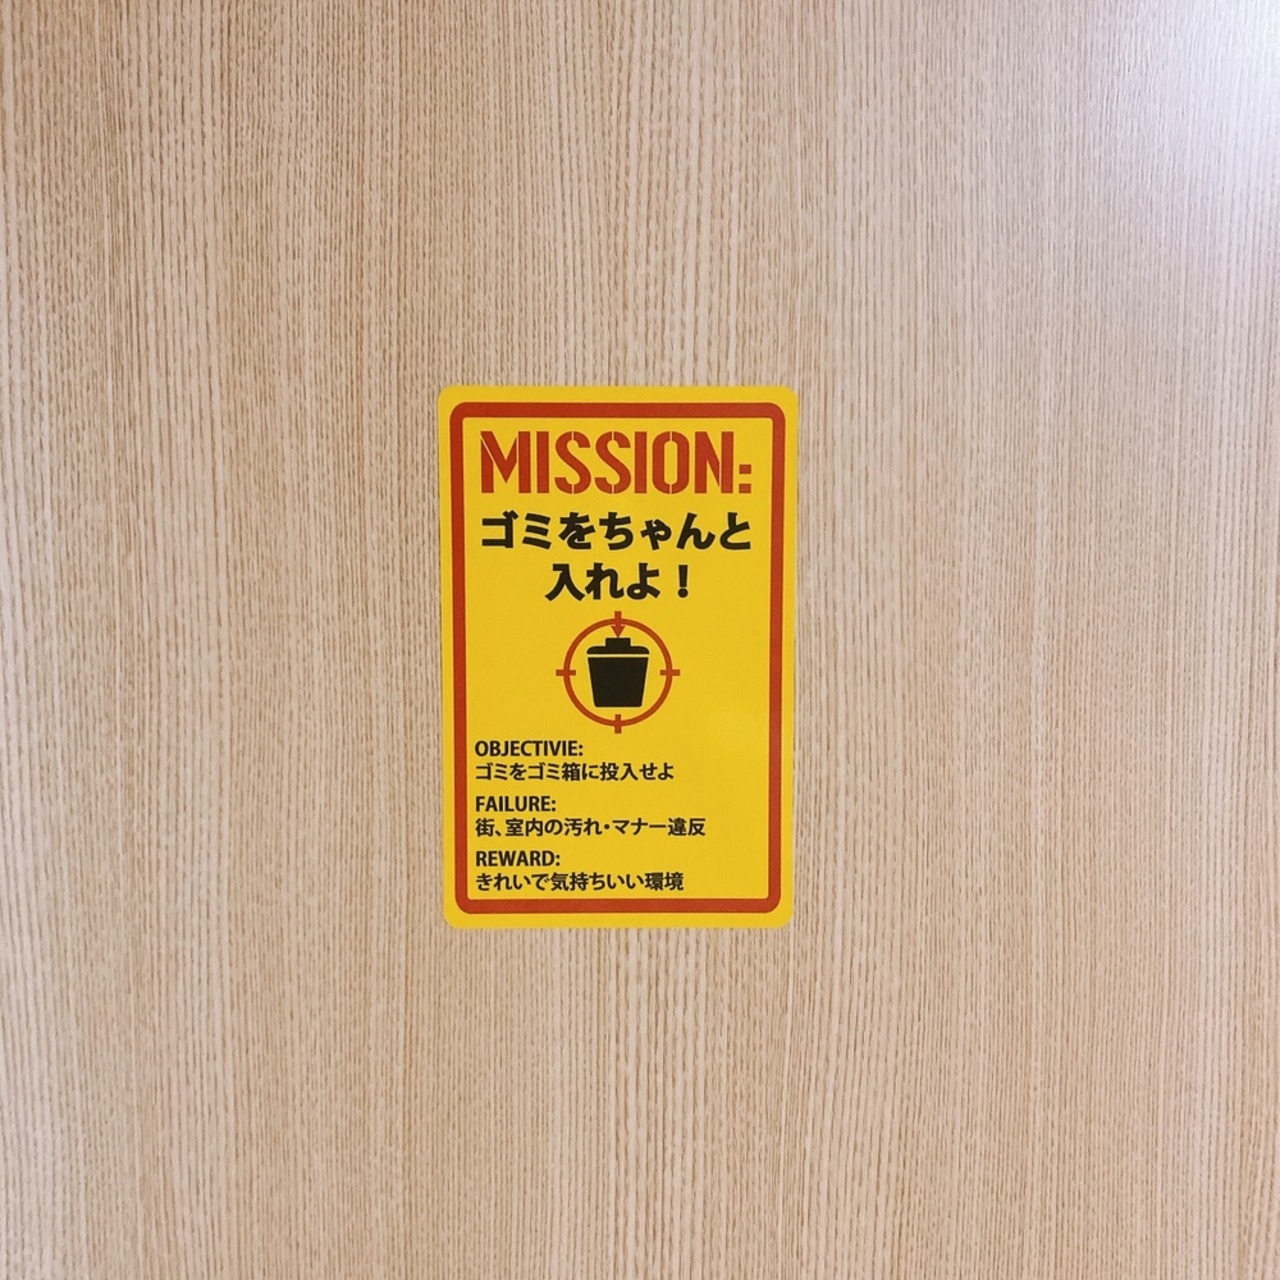 MISSION:
ゴミをちゃんと
入れよ！
OBJECTIVIE:
ゴミをゴミ箱に投入せよ
FAILURE:
街、室内の汚れ・マナー違反
REWARD:
きれいで気持ちいい環境